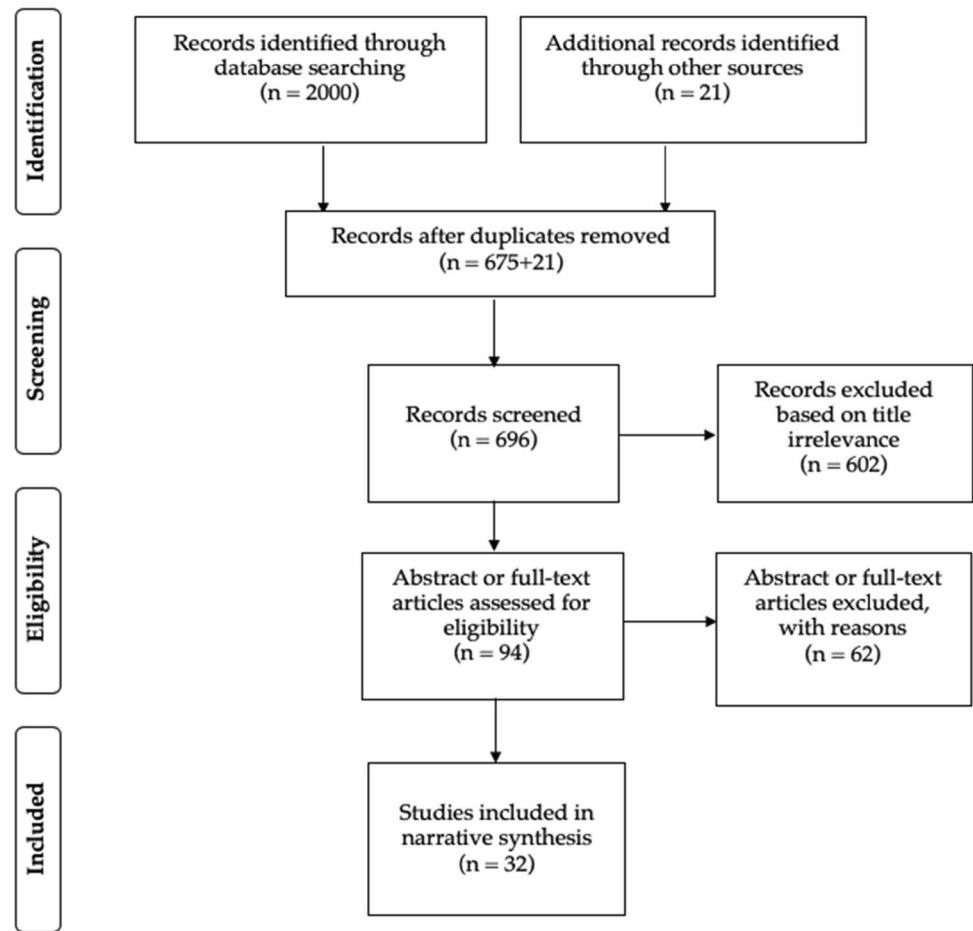 Identification
Records identified through
database searching
(n = 2000)
Additional records identified
through other sources
(n = 21)
Records after duplicates removed
(n = 675+21)
Screening
Records screened
(n = 696)
Records excluded
based on title
irrelevance
(n = 602)
Eligibility
Abstract or full-text
articles assessed for
eligibility
(n = 94)
Abstract or full-text
articles excluded,
with reasons
(n = 62)
Included
Studies included in
narrative synthesis
(n = 32)